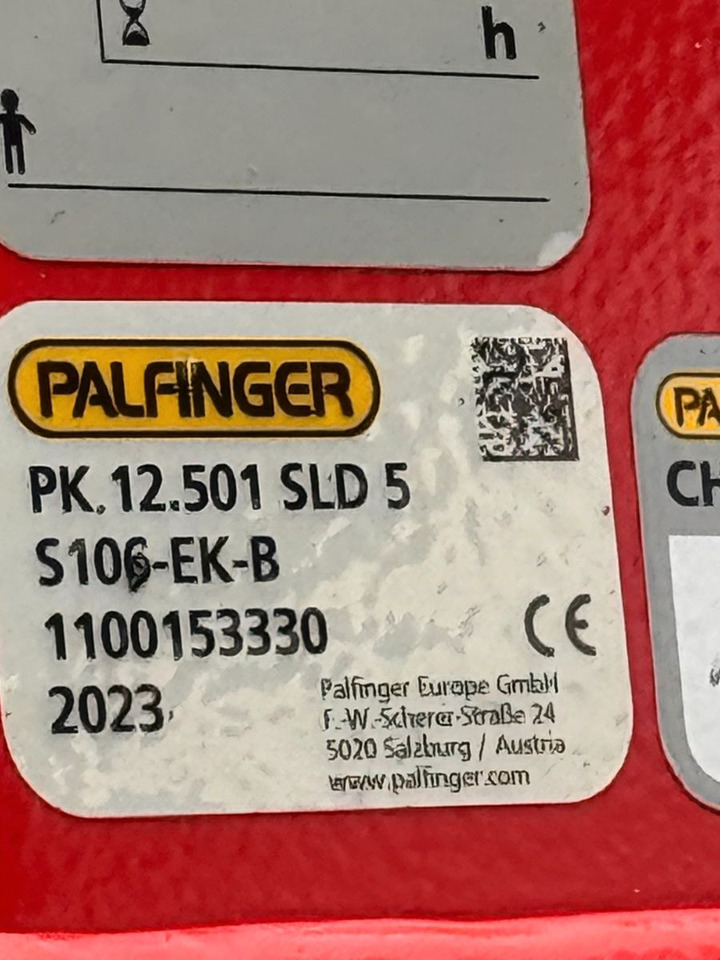 h
PALFINGER
PK.12.501 SLD 5
S106-EK-B
1100153330
2023
Palfinger Europe GmbH
F.-W.-Scherer-Straße 24
5020 Salzburg / Austria
www.palfinger.com
PA
CH